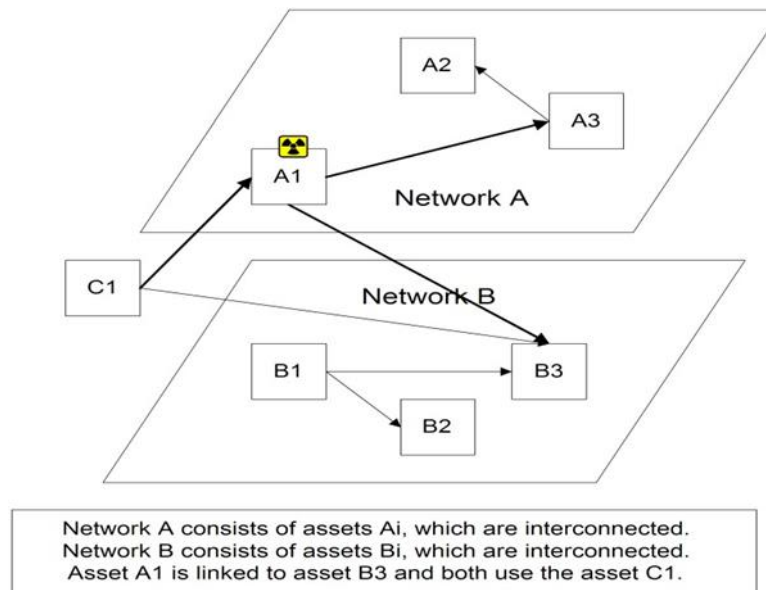 A2
A3
A1
Network A
C1
Network B
B1
B3
B2
Network A consists of assets Ai, which are interconnected.
Network B consists of assets Bi, which are interconnected.
Asset A1 is linked to asset B3 and both use the asset C1.